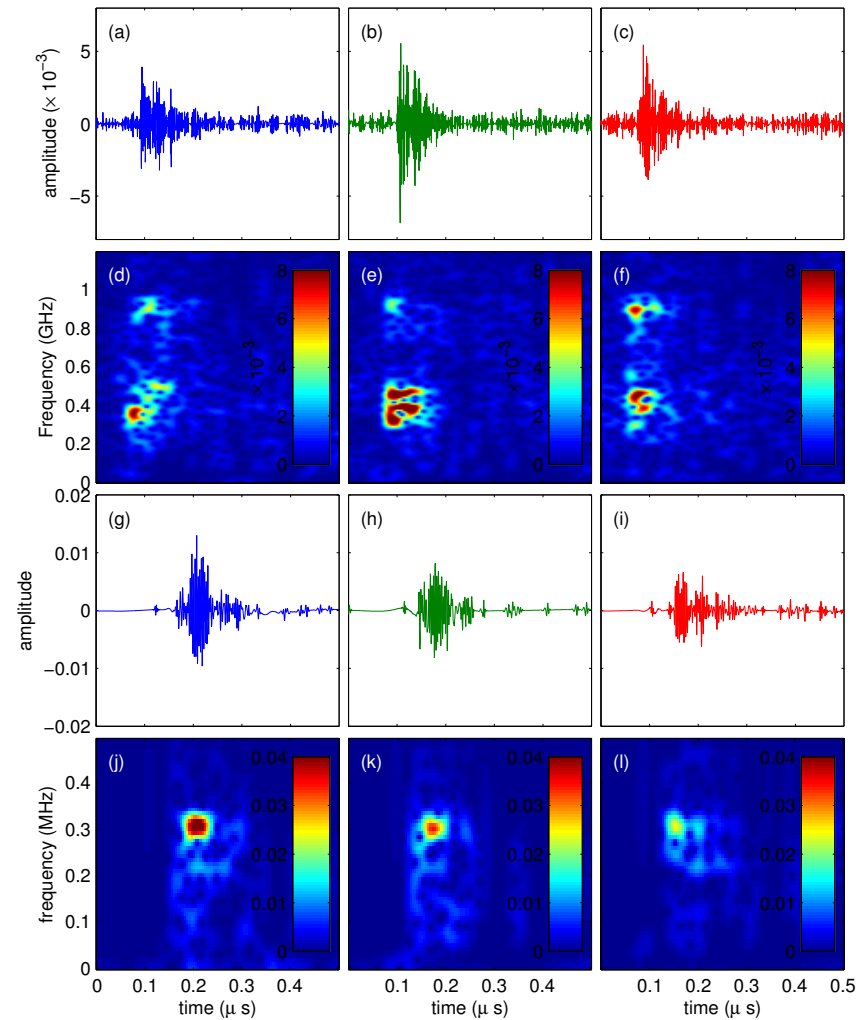 (a) (b) (c)
5
0
−5
amplitude (× 10⁻³)
(d) (e) (f)
1
0.8
0.6
0.4
0.2
0
Frequency (GHz)
8 8 8
6 6 6
4 4 4
2 2 2
0 0 0
× 10⁻³ × 10⁻³ × 10⁻³
(g) (h) (i)
0.02
0.01
0
−0.01
−0.02
amplitude
(j) (k) (l)
0.4
0.3
0.2
0.1
0
frequency (MHz)
0.04 0.04 0.04
0.03 0.03 0.03
0.02 0.02 0.02
0.01 0.01 0.01
0 0 0
0 0.1 0.2 0.3 0.4 0.1 0.2 0.3 0.4 0.1 0.2 0.3 0.4 0.5
time (μ s) time (μ s) time (μ s)